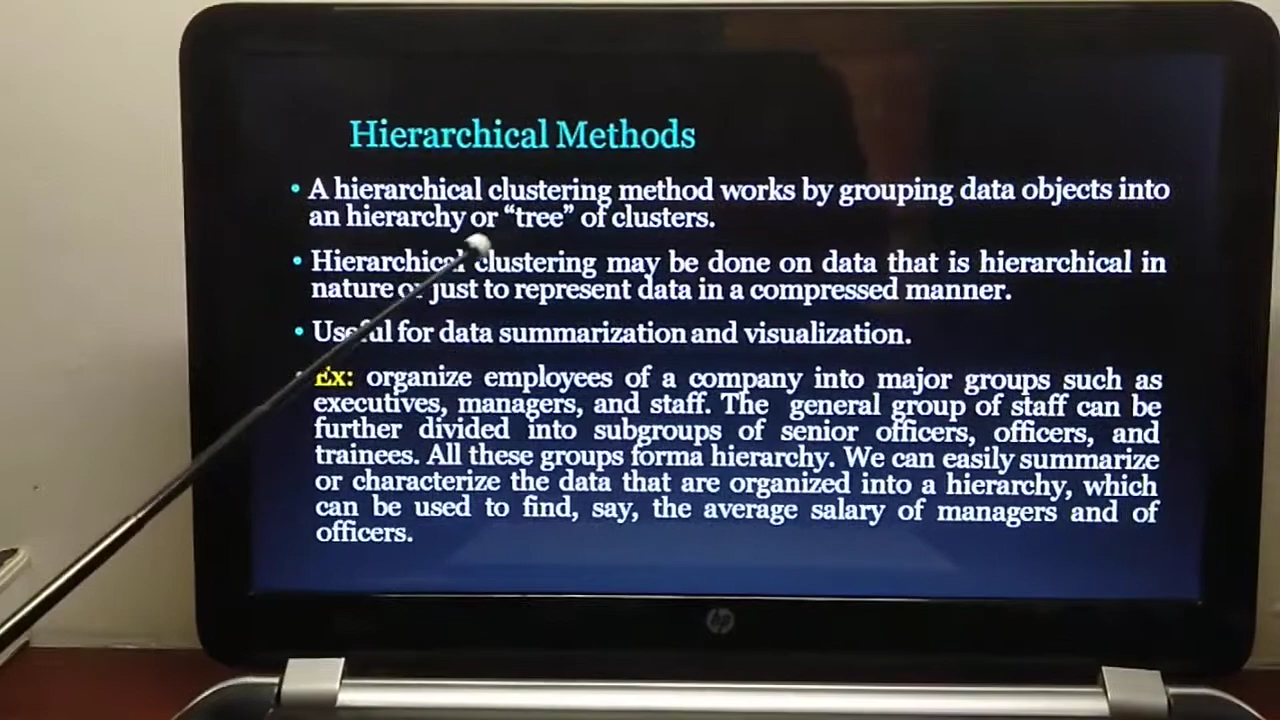 Hierarchical Methods
• A hierarchical clustering method works by grouping data objects into
an hierarchy or “tree” of clusters.
• Hierarchical clustering may be done on data that is hierarchical in
nature or just to represent data in a compressed manner.
• Useful for data summarization and visualization.
• Ex: organize employees of a company into major groups such as
executives, managers, and staff. The general group of staff can be
further divided into subgroups of senior officers, officers, and
trainees. All these groups forma hierarchy. We can easily summarize
or characterize the data that are organized into a hierarchy, which
can be used to find, say, the average salary of managers and of
officers.
hp